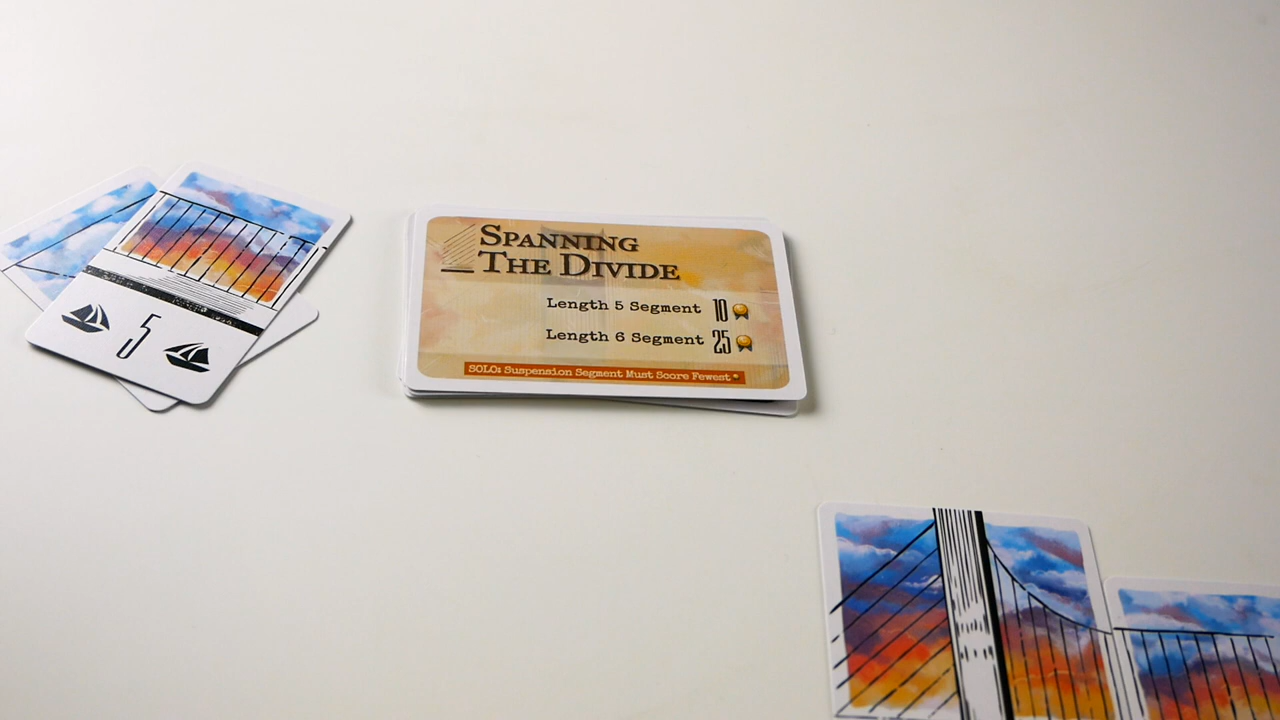 5
SPANNING
THE DIVIDE
Length 5 Segment 10
Length 6 Segment 25
SOLO: Suspension Segment Must Score Fewest